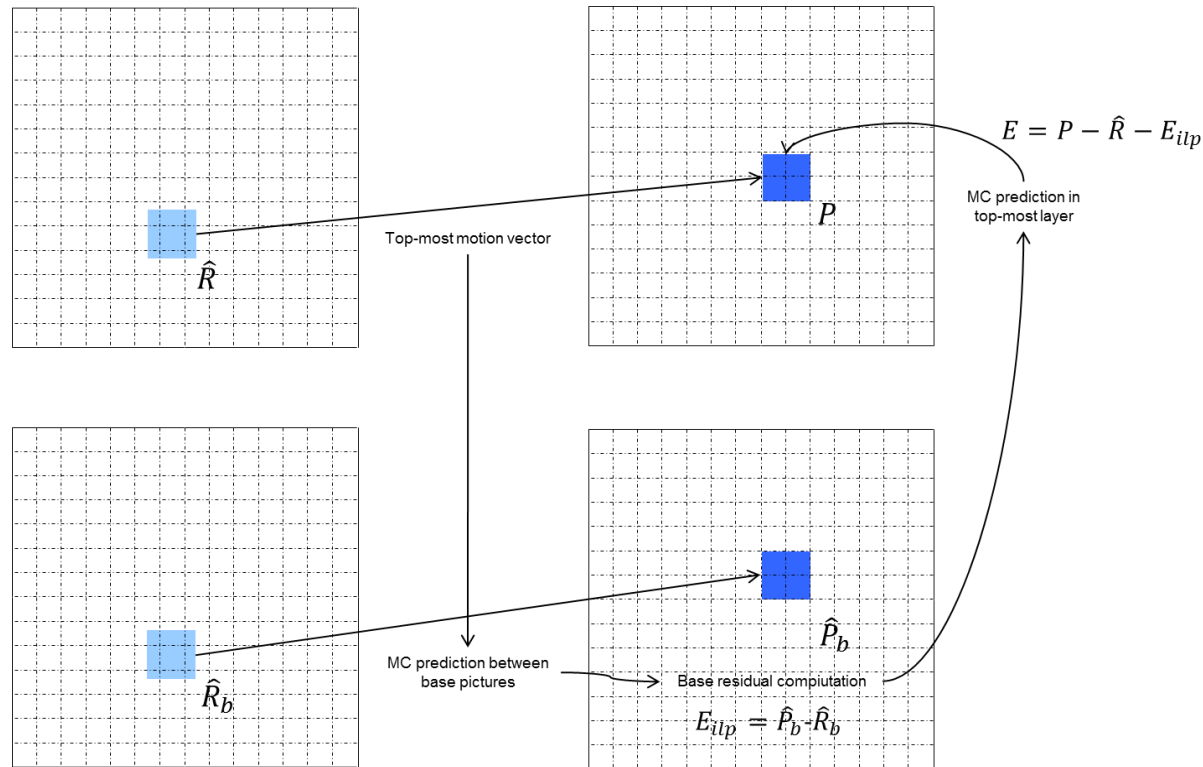 E = P − R̂ − E_ilp
MC prediction in
top-most layer
P
Top-most motion vector
R̂
P̂_b
MC prediction between
base pictures
Base residual compiutation
R̂_b
E_ilp = P̂_b-R̂_b